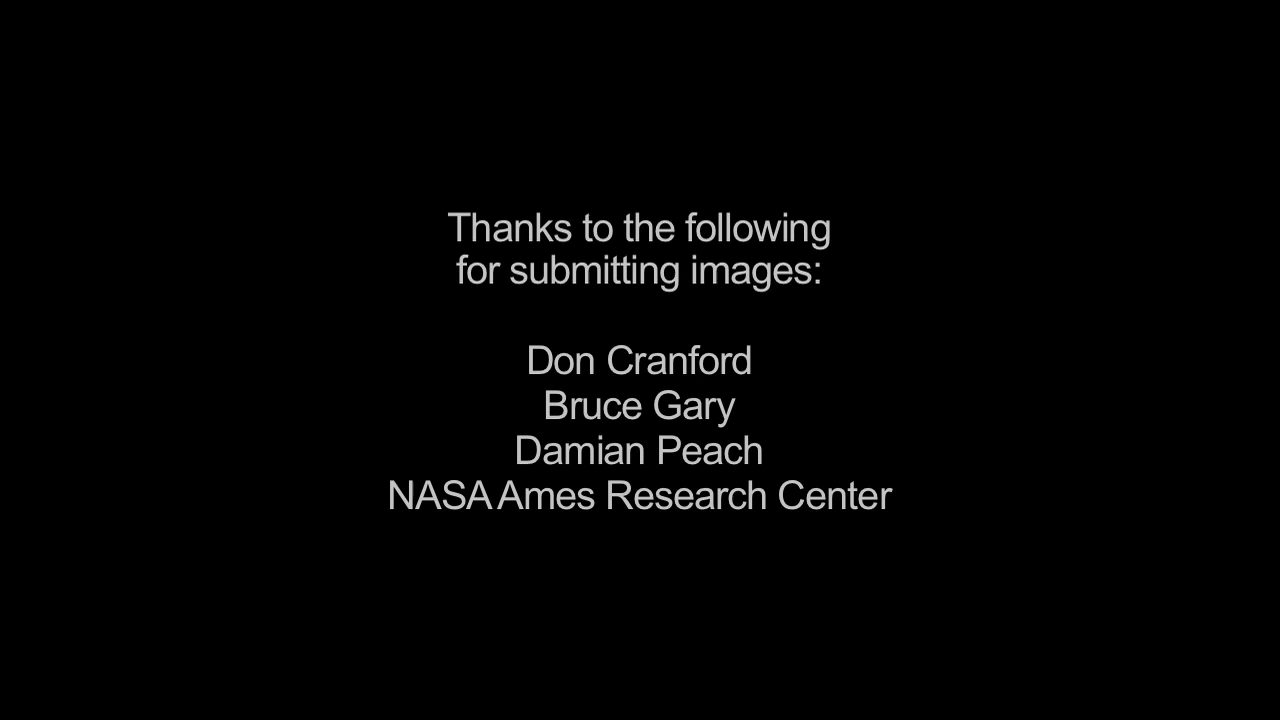 Thanks to the following
for submitting images:
Don Cranford
Bruce Gary
Damian Peach
NASA Ames Research Center